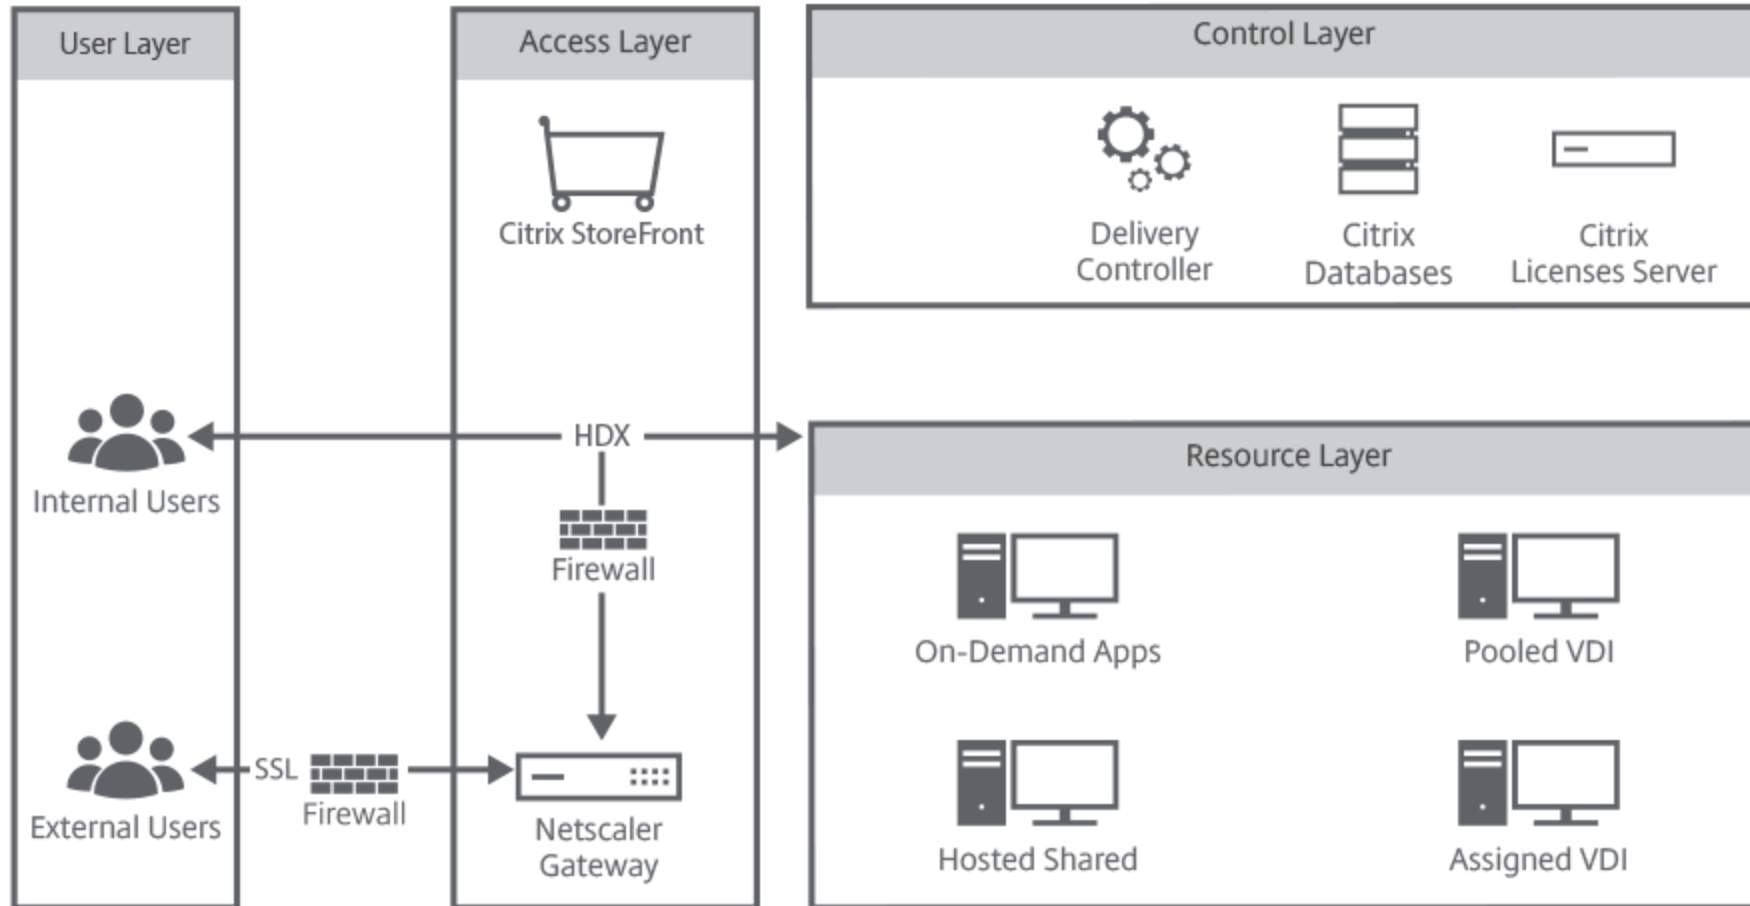 User Layer
Internal Users
External Users
SSL
Firewall
Access Layer
Citrix StoreFront
HDX
Firewall
Netscaler
Gateway
Control Layer
Delivery
Controller
Citrix
Databases
Citrix
Licenses Server
Resource Layer
On-Demand Apps
Pooled VDI
Hosted Shared
Assigned VDI